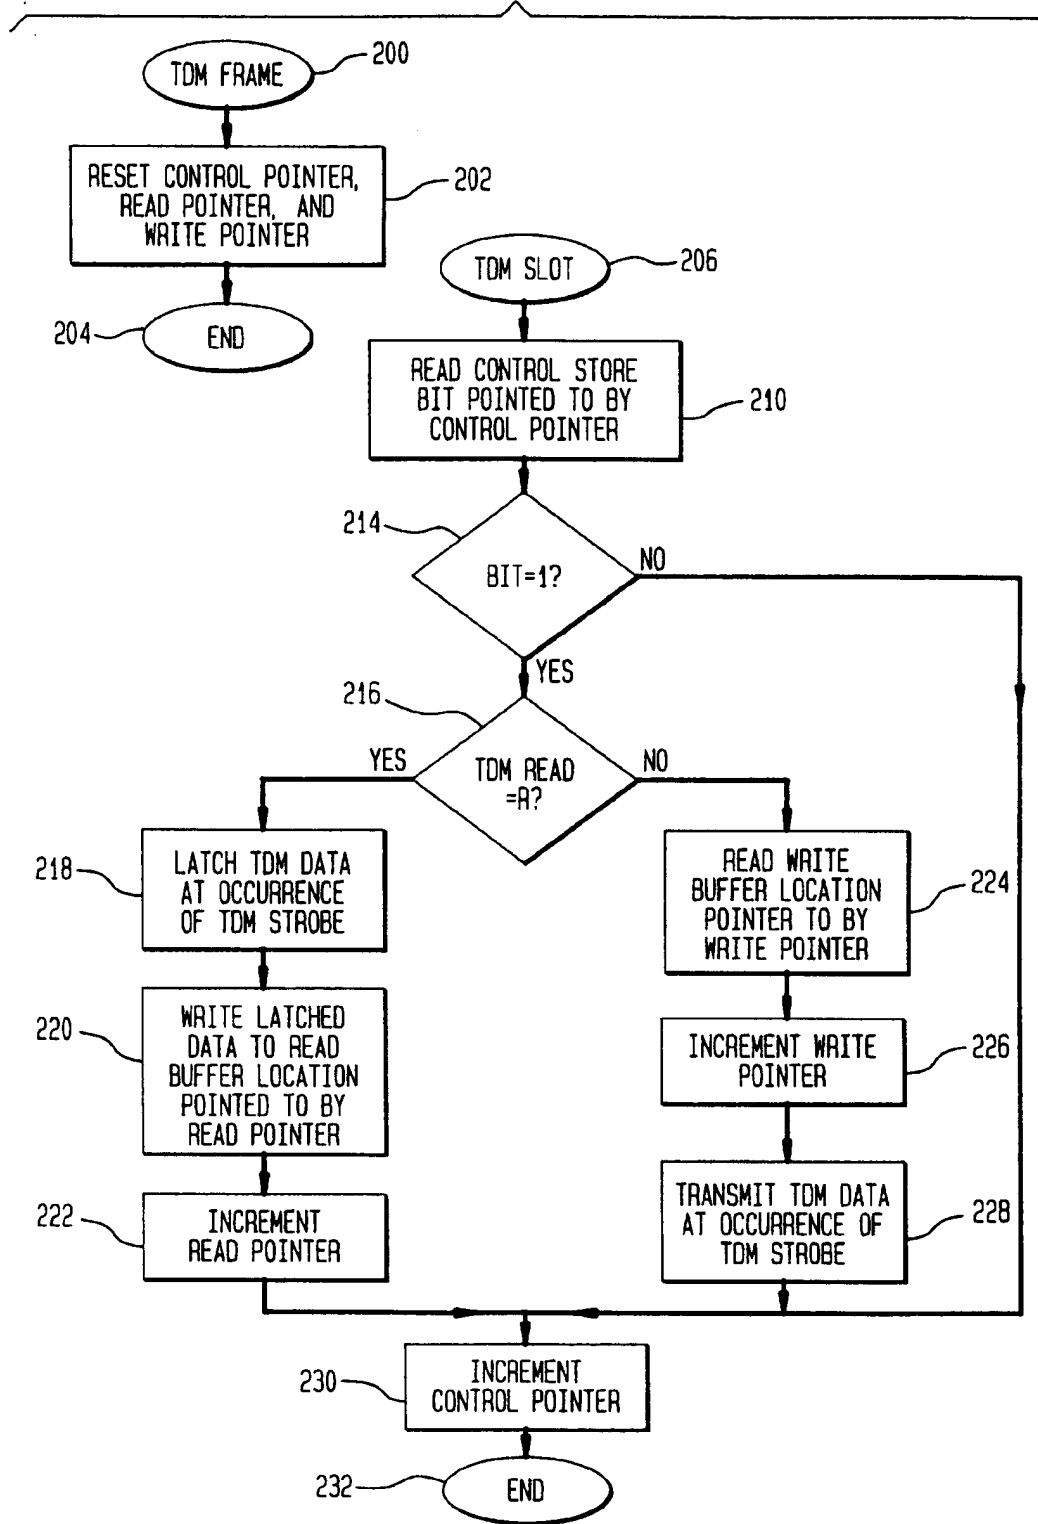 TDM FRAME
200
RESET CONTROL POINTER,
READ POINTER, AND
WRITE POINTER
202
204
END
TDM SLOT
206
READ CONTROL STORE
BIT POINTED TO BY
CONTROL POINTER
210
214
BIT=1?
NO
YES
216
TDM READ
=R?
YES
NO
218
LATCH TDM DATA
AT OCCURRENCE
OF TDM STROBE
220
WRITE LATCHED
DATA TO READ
BUFFER LOCATION
POINTED TO BY
READ POINTER
222
INCREMENT
READ POINTER
READ WRITE
BUFFER LOCATION
POINTER TO BY
WRITE POINTER
224
INCREMENT WRITE
POINTER
226
TRANSMIT TDM DATA
AT OCCURRENCE OF
TDM STROBE
228
230
INCREMENT
CONTROL POINTER
232
END